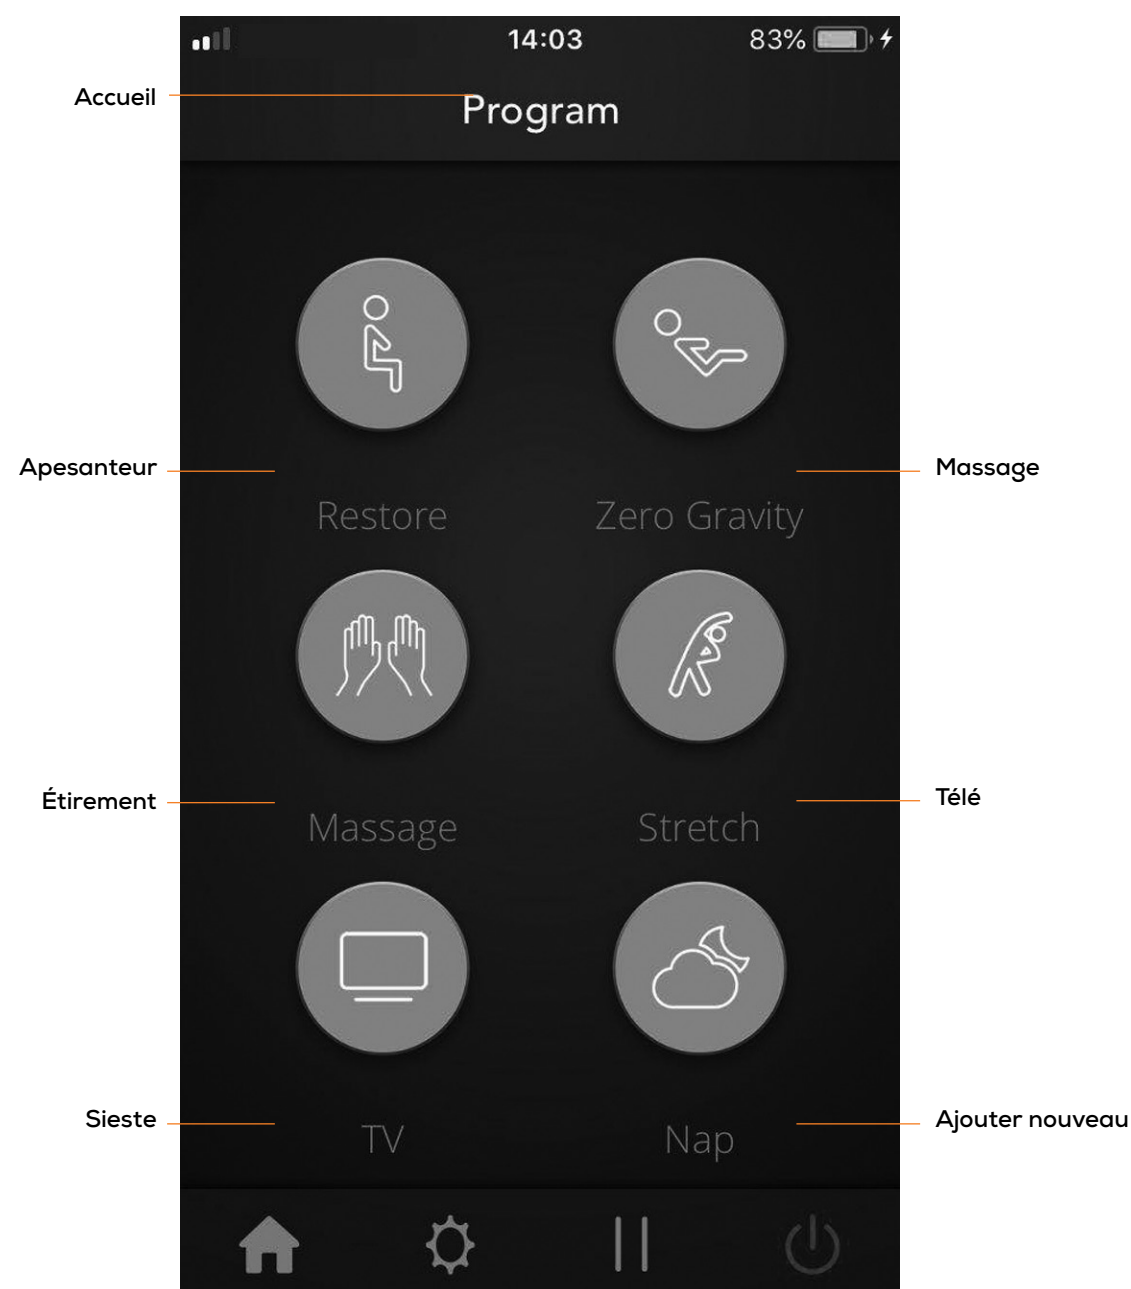 14:03 83%
Accueil
Program
Apesanteur
Massage
Restore
Zero Gravity
Étirement
Télé
Massage
Stretch
Sieste
Ajouter nouveau
TV
Nap